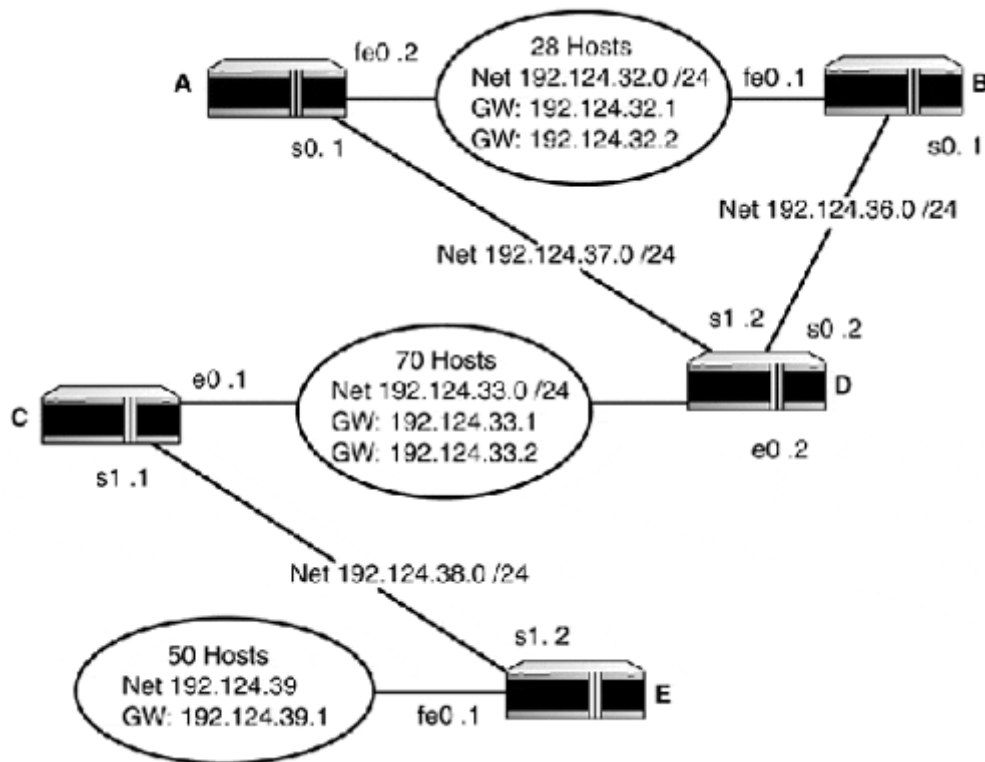 fe0 .2
28 Hosts
A
Net 192.124.32.0 /24
fe0 .1
B
GW: 192.124.32.1
GW: 192.124.32.2
s0. 1
s0. 1
Net 192.124.36.0 /24
Net 192.124.37.0 /24
s1 .2
s0 .2
70 Hosts
e0 .1
Net 192.124.33.0 /24
D
C
GW: 192.124.33.1
GW: 192.124.33.2
e0 .2
s1 .1
Net 192.124.38.0 /24
s1. 2
50 Hosts
Net 192.124.39
E
GW: 192.124.39.1
fe0 .1